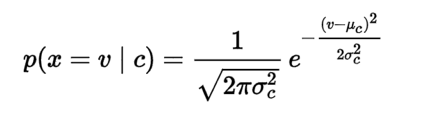 p(x = v | c) = \frac{1}{\sqrt{2\pi\sigma_c^2}} e^{-\frac{(v-\mu_c)^2}{2\sigma_c^2}}